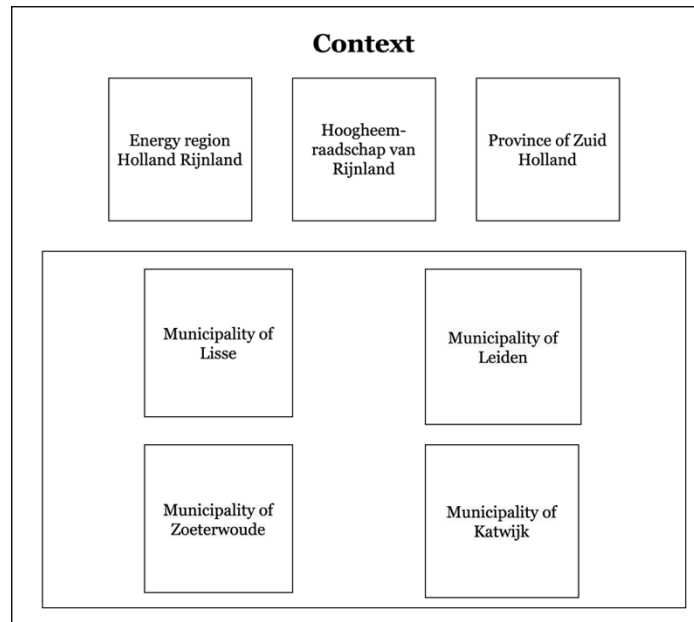 Context
Energy region
Holland Rijnland
Hoogheem-
raadschap van
Rijnland
Province of Zuid
Holland
Municipality of
Lisse
Municipality of
Leiden
Municipality of
Zoeterwoude
Municipality of
Katwijk